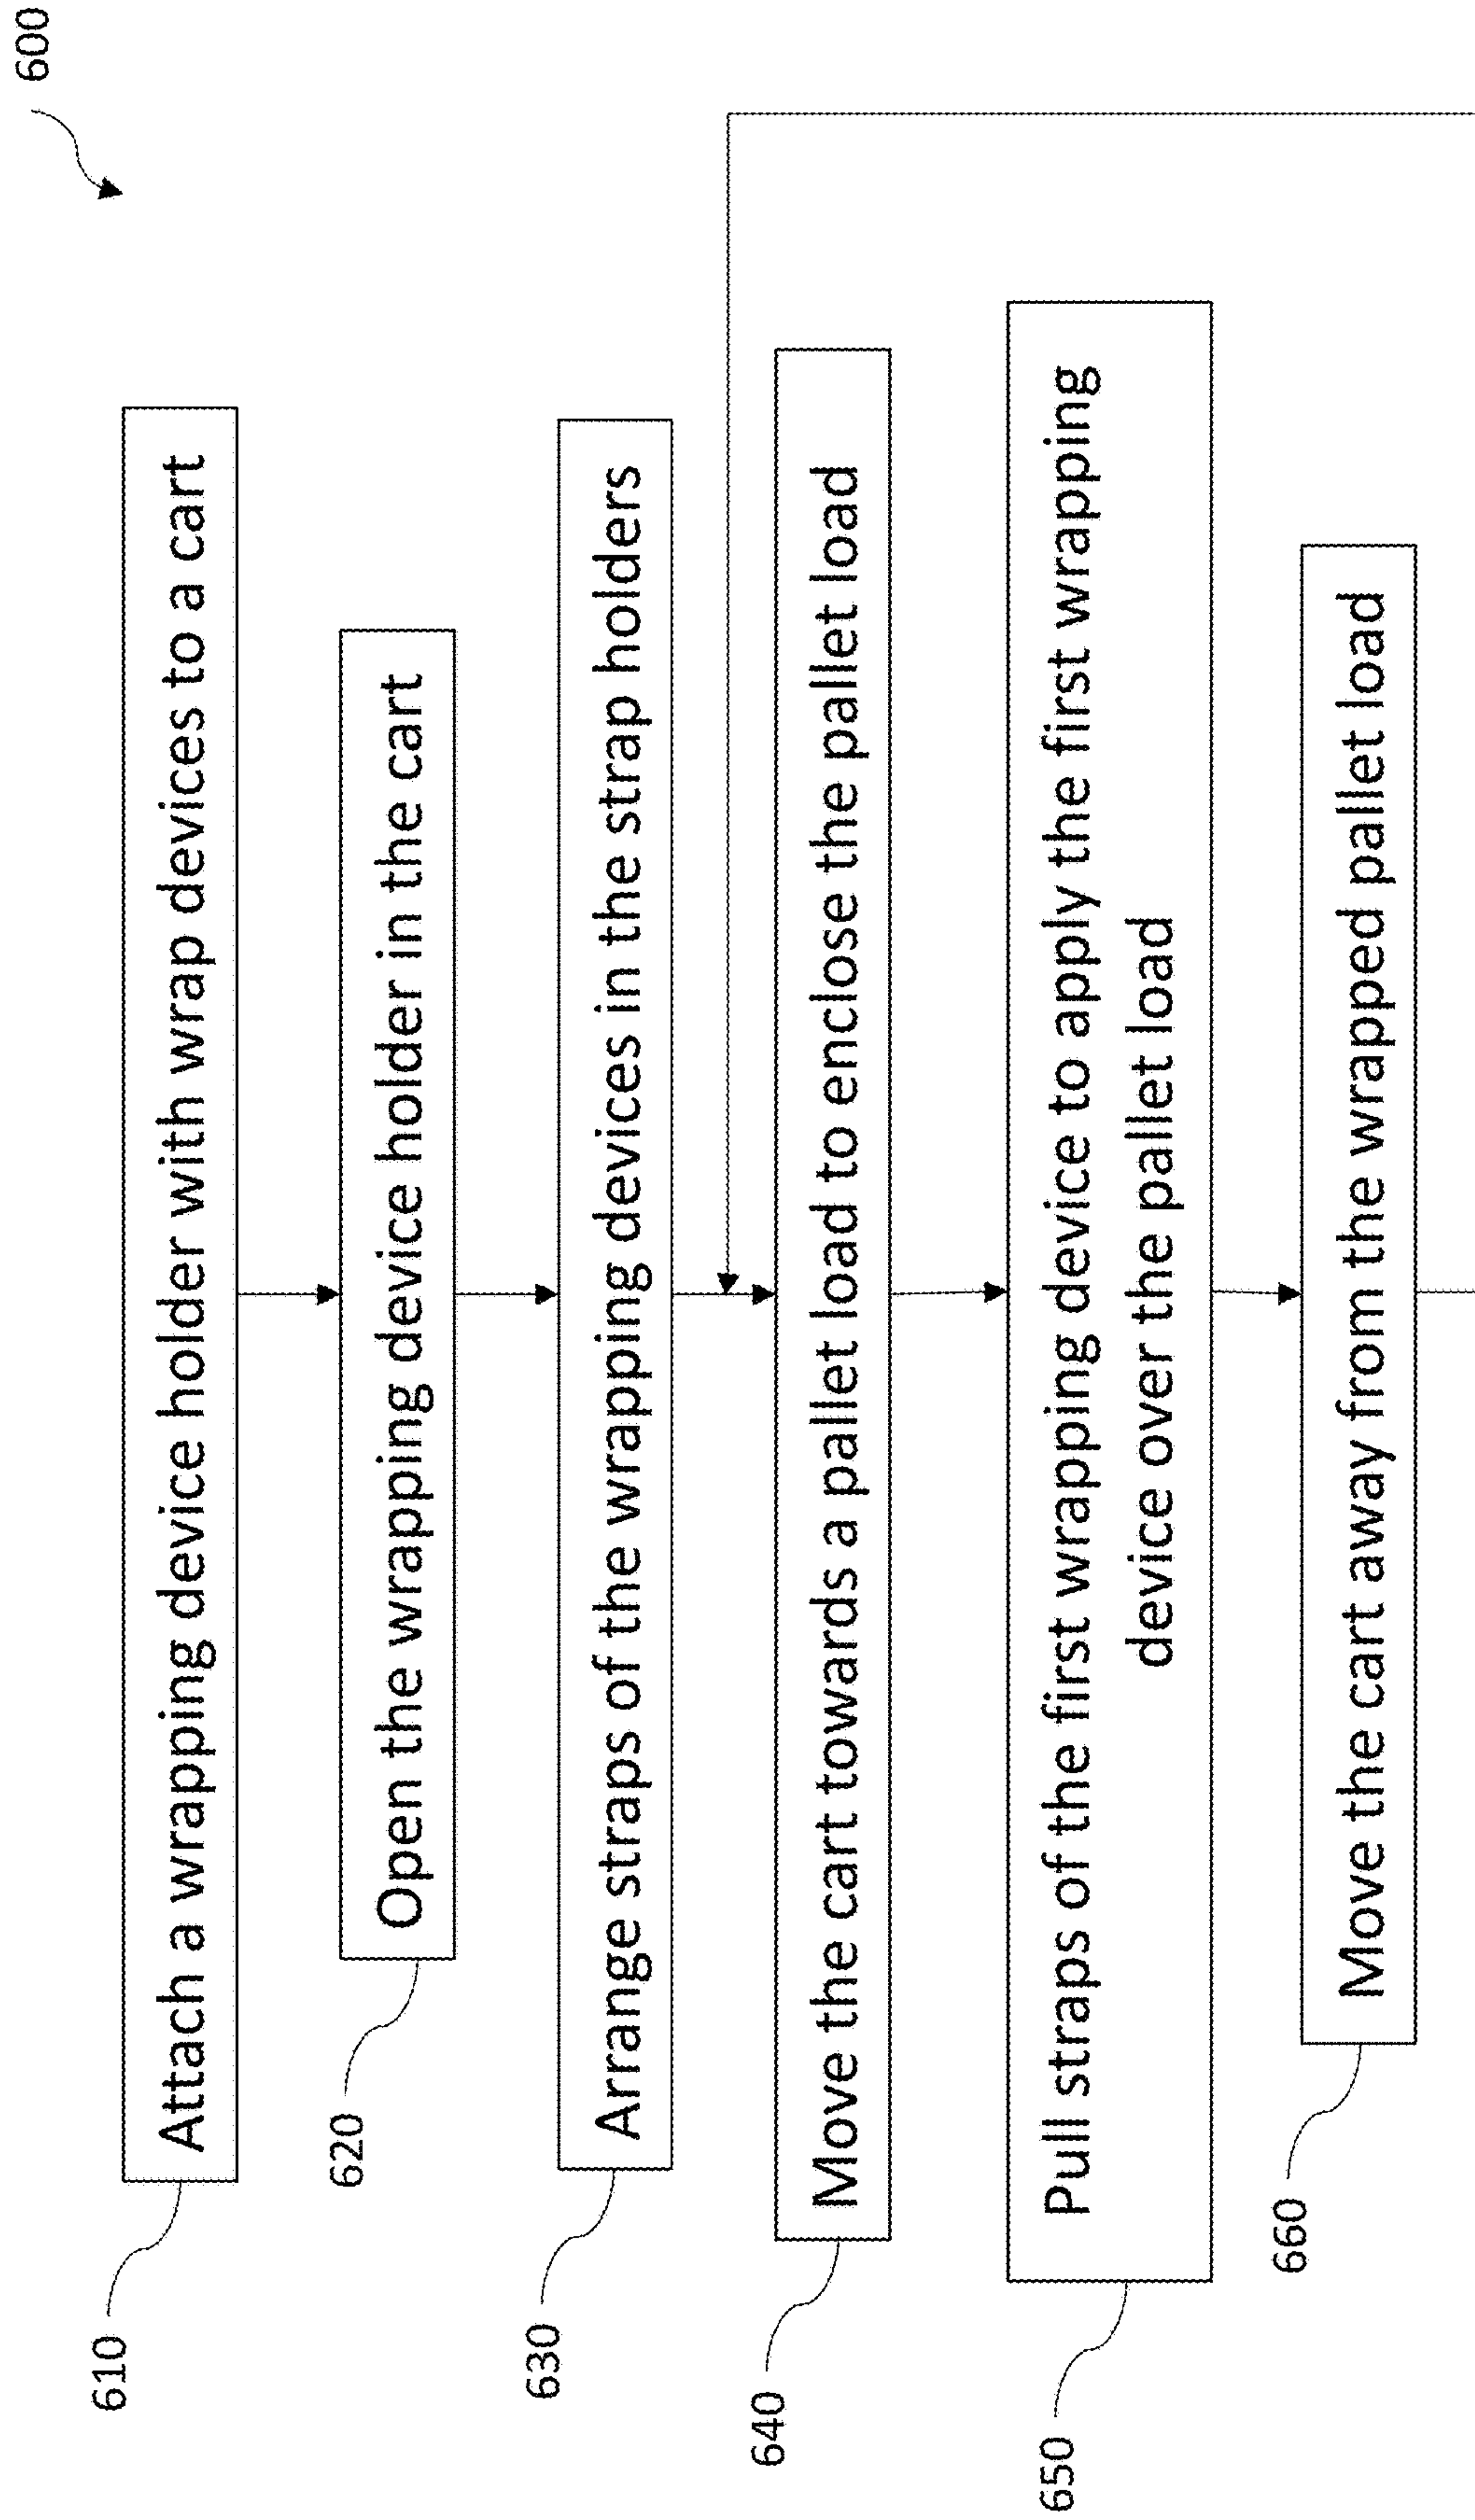 600
610
Attach a wrapping device holder with wrap devices to a cart
620
Open the wrapping device holder in the cart
630
Arrange straps of the wrapping devices in the strap holders
640
Move the cart towards a pallet load to enclose the pallet load
650
Pull straps of the first wrapping device to apply the first wrapping
device over the pallet load
660
Move the cart away from the wrapped pallet load